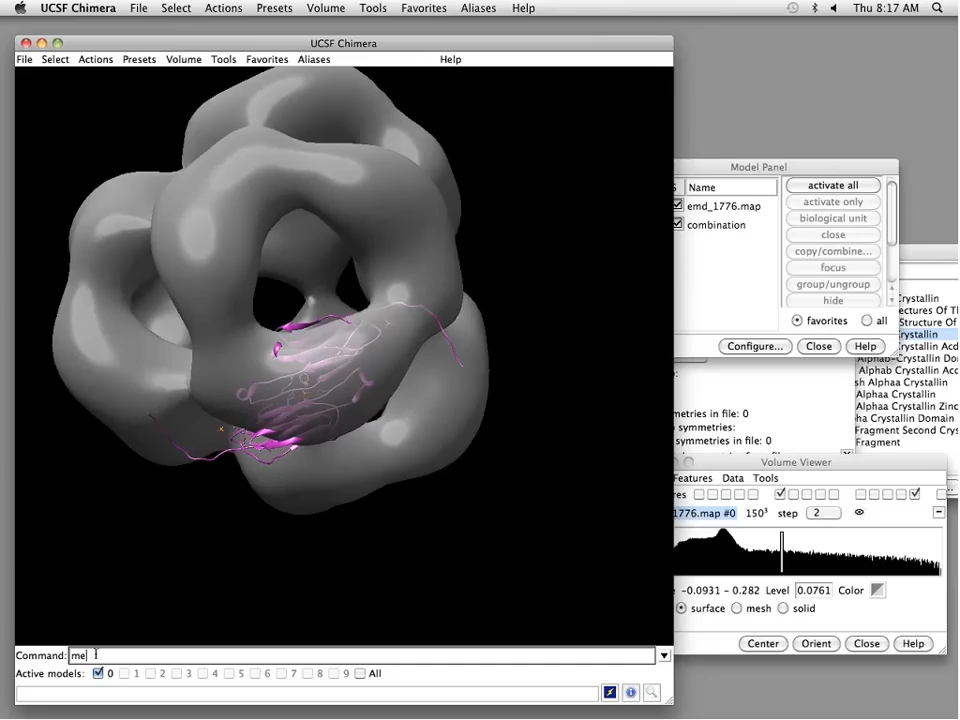 UCSF Chimera File Select Actions Presets Volume Tools Favorites Aliases Help Thu 8:17 AM
UCSF Chimera
File Select Actions Presets Volume Tools Favorites Aliases Help
Model Panel
S Name
emd_1776.map
combination
activate all
activate only
biological unit
close
copy/combine...
focus
group/ungroup
hide
favorites all
Configure... Close Help
Crystallin
ectures Of Th
Structure Of
Crystallin
Alphab-Crystallin Do
Alphab Crystallin Acc
sh Alphaa Crystallin
Alphaa Crystallin
Alphaa Crystallin Zinc
pha Crystallin Domain
Fragment Second Crys
Fragment
metries in file: 0
symmetries:
metries in file: 0
Volume Viewer
Features Data Tools
res
1776.map #0 150³ step 2
e -0.0931 - 0.282 Level 0.0761 Color
surface mesh solid
Center Orient Close Help
Command: me
Active models: 0 1 2 3 4 5 6 7 8 9 All